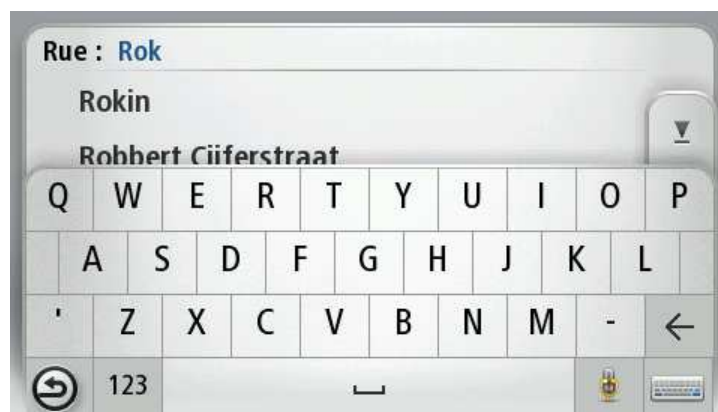 Rue : Rok
Rokin
Robbert Cijferstraat
Q W E R T Y U I O P
A S D F G H J K L
' Z X C V B N M - ←
123